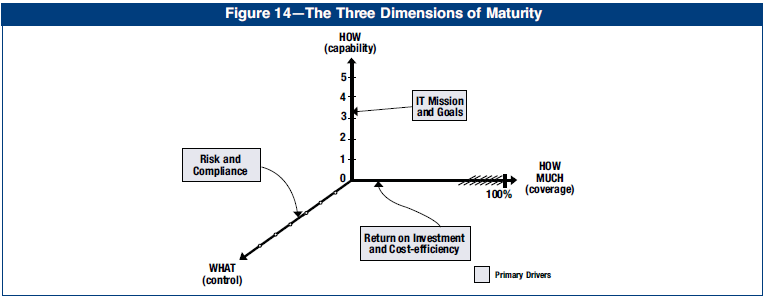 Figure 14—The Three Dimensions of Maturity
HOW
(capability)
5
4
3
2
1
0
IT Mission
and Goals
Risk and
Compliance
HOW
MUCH
(coverage)
100%
Return on Investment
and Cost-efficiency
WHAT
(control)
Primary Drivers